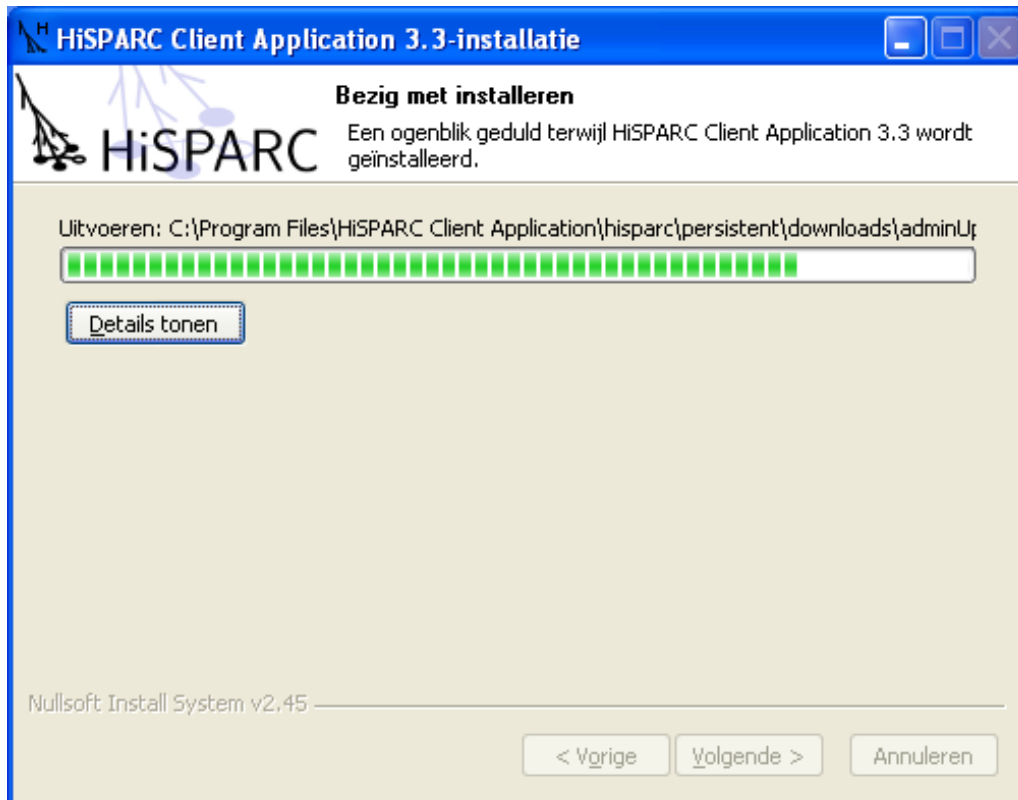 HiSPARC Client Application 3.3-installatie
HiSPARC
Bezig met installeren
Een ogenblik geduld terwijl HiSPARC Client Application 3.3 wordt
geïnstalleerd.
Uitvoeren: C:\Program Files\HiSPARC Client Application\hisparc\persistent\downloads\adminUp
Details tonen
Nullsoft Install System v2.45
< Vorige
Volgende >
Annuleren